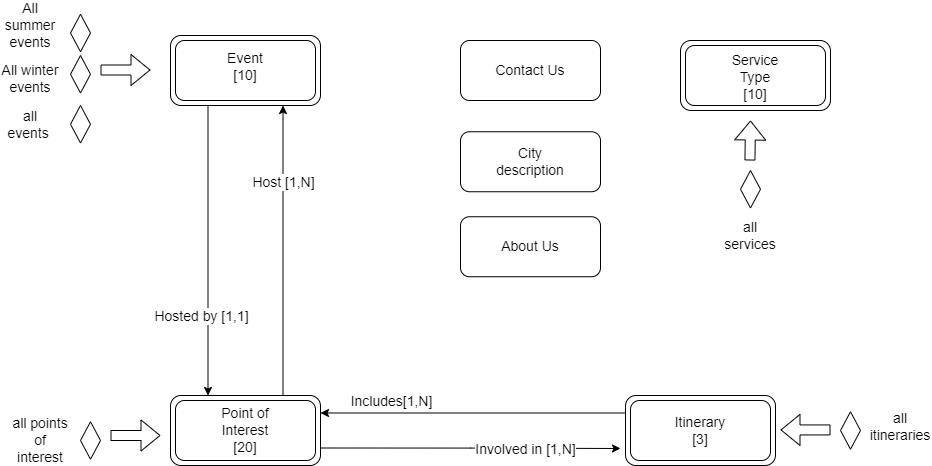 All
summer
events
All winter
events
all
events
Event
[10]
Contact Us
City
description
About Us
Service
Type
[10]
all
services
Host [1,N]
Hosted by [1,1]
all points
of
interest
Point of
Interest
[20]
Includes[1,N]
Involved in [1,N]
Itinerary
[3]
all
itineraries